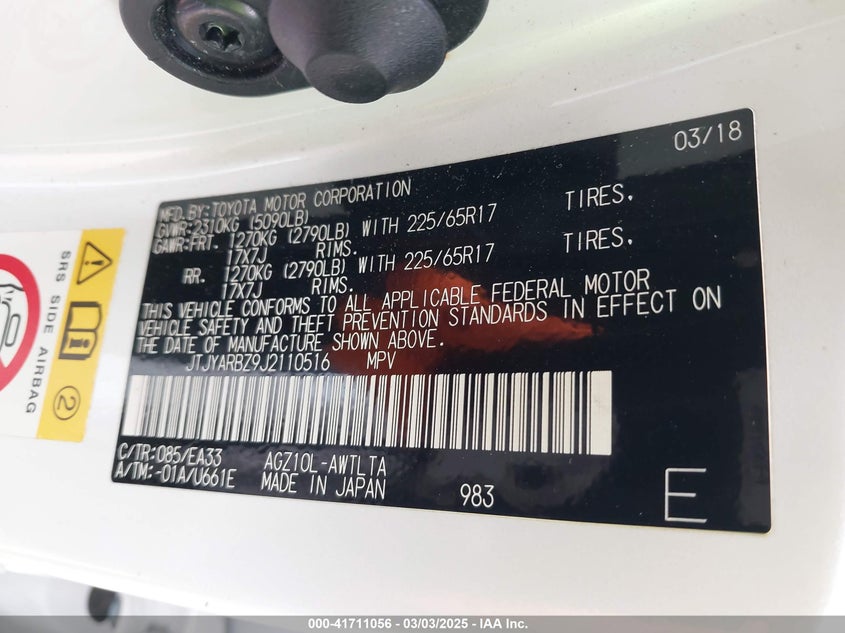 03/18
MFD.BY:TOYOTA MOTOR CORPORATION
GVWR:2310KG (5090LB)
GAWR:FRT. 1270KG (2790LB) WITH 225/65R17 TIRES,
17X7J RIMS.
RR. 1270KG (2790LB) WITH 225/65R17 TIRES,
17X7J RIMS.
THIS VEHICLE CONFORMS TO ALL APPLICABLE FEDERAL MOTOR
VEHICLE SAFETY AND THEFT PREVENTION STANDARDS IN EFFECT ON
THE DATE OF MANUFACTURE SHOWN ABOVE.
JTJYARBZ9J2110516 MPV
C/TR:085/EA33 AGZ10L-AWTLTA
A/TM:-01A/U661E MADE IN JAPAN 983 E
SRS SIDE AIRBAG
2
000-41711056 - 03/03/2025 - IAA Inc.